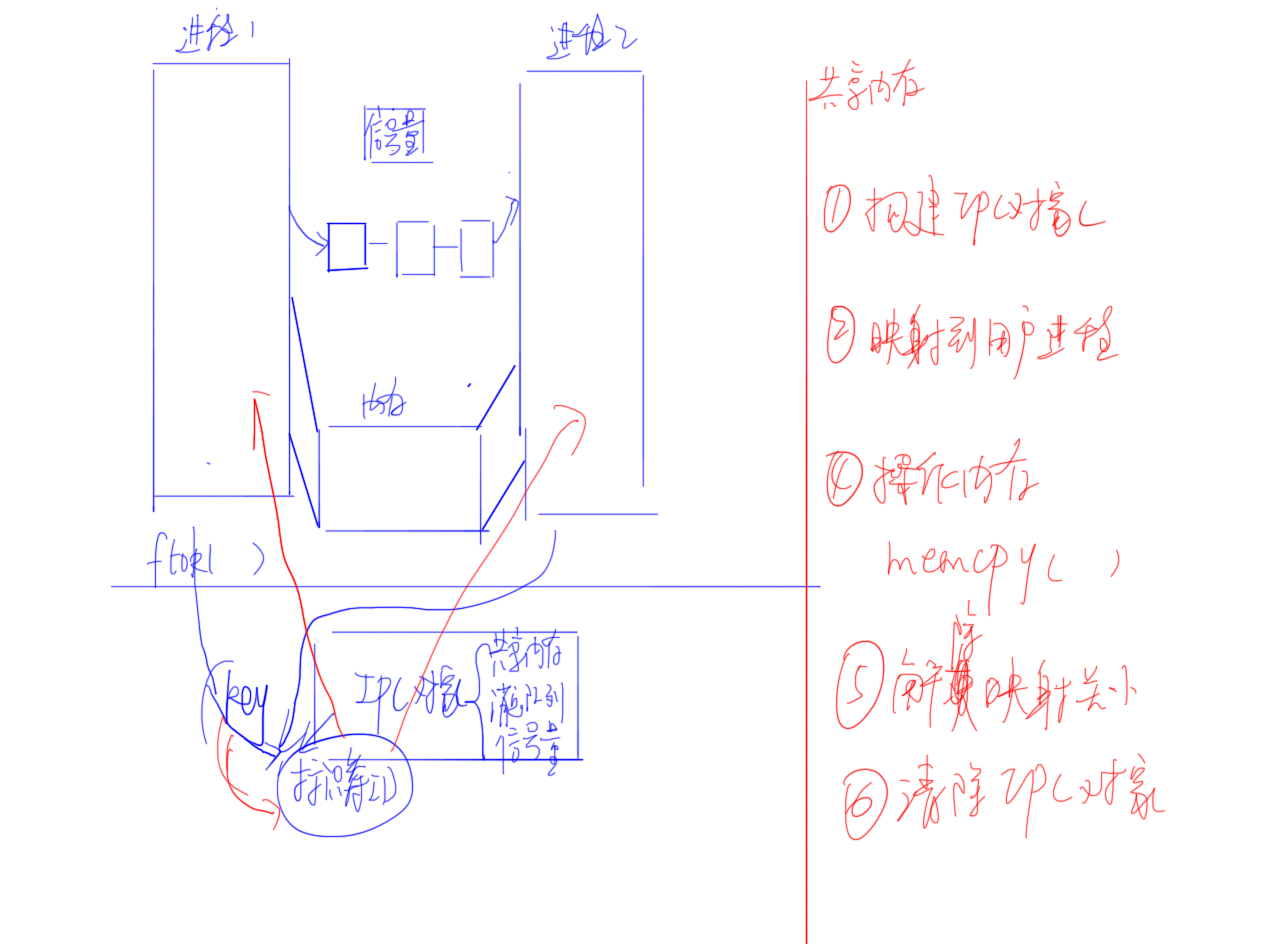 进程1
进程2
信号量
内存
ftok( )
key
IPC对象
共享内存
消息队列
信号量
标识符ID
共享内存
① 构建IPC对象
② 映射到用户进程
④ 操作内存
memcpy( )
⑤ 解除映射关系
⑥ 清除IPC对象